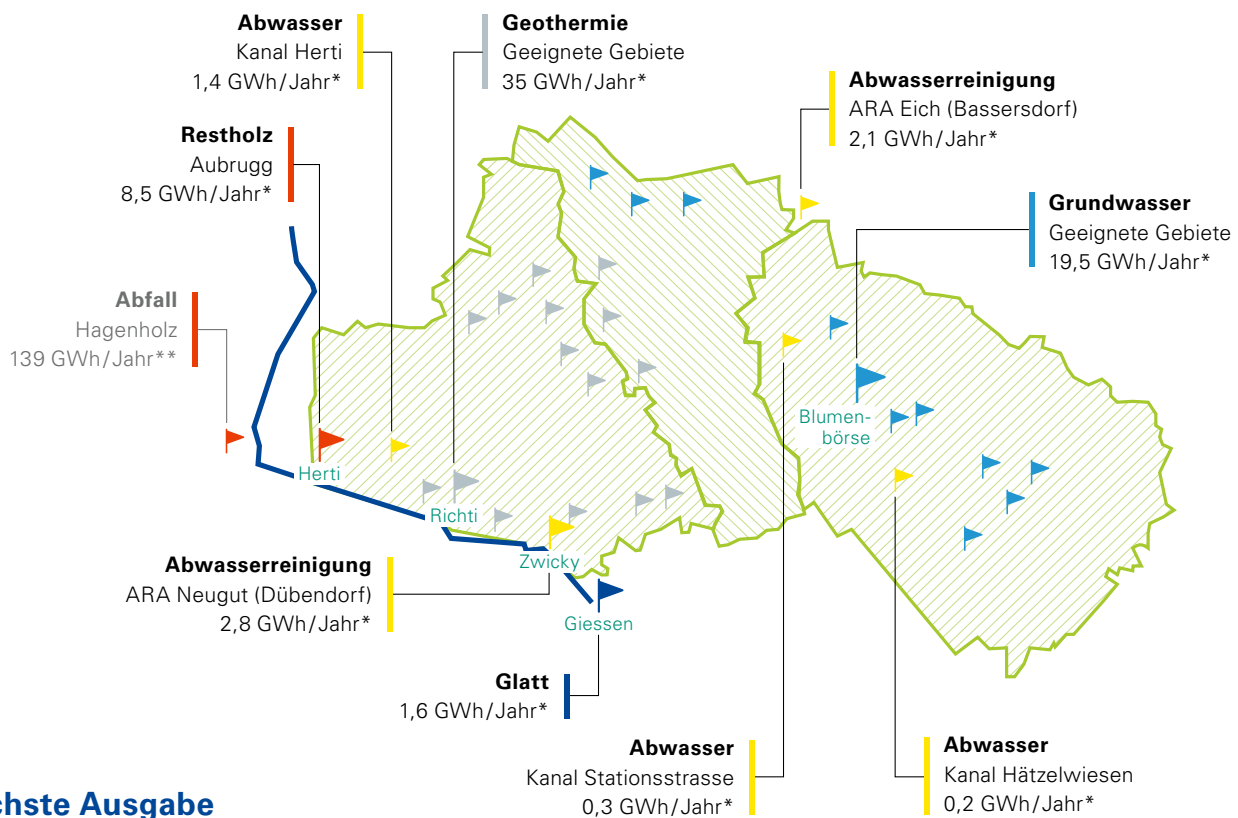 Abwasser
Kanal Herti
1,4 GWh/Jahr*
Geothermie
Geeignete Gebiete
35 GWh/Jahr*
Abwasserreinigung
ARA Eich (Bassersdorf)
2,1 GWh/Jahr*
Restholz
Aubrugg
8,5 GWh/Jahr*
Grundwasser
Geeignete Gebiete
19,5 GWh/Jahr*
Abfall
Hagenholz
139 GWh/Jahr**
Blumen-
börse
Herti
Richti
Zwicky
Giessen
Abwasserreinigung
ARA Neugut (Dübendorf)
2,8 GWh/Jahr*
Glatt
1,6 GWh/Jahr*
Abwasser
Kanal Stationsstrasse
0,3 GWh/Jahr*
Abwasser
Kanal Hätzelwiesen
0,2 GWh/Jahr*
chste Ausgabe